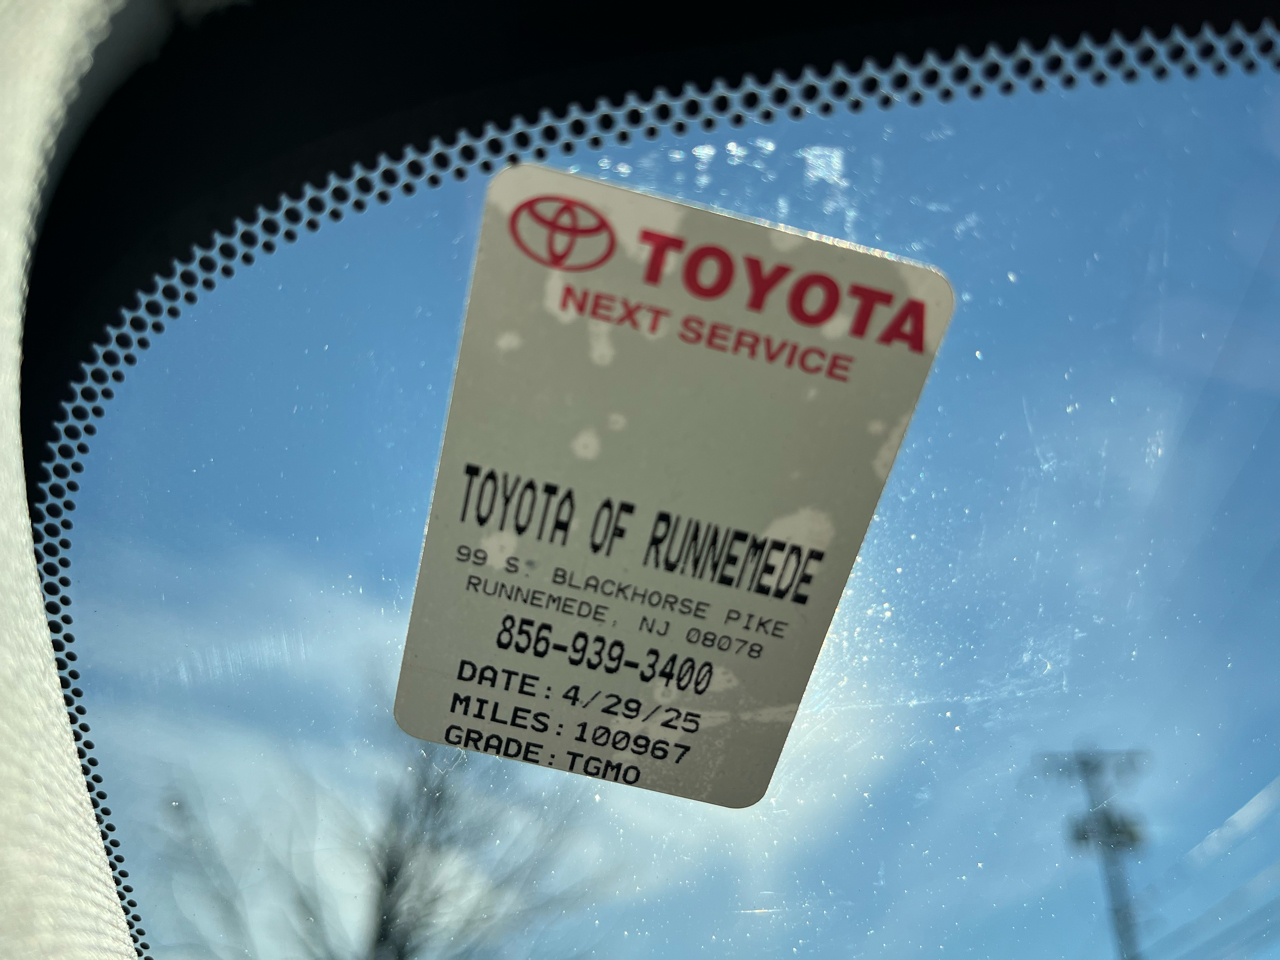 TOYOTA
NEXT SERVICE
TOYOTA OF RUNNEMEDE
99 S. BLACKHORSE PIKE
RUNNEMEDE, NJ 08078
856-939-3400
DATE: 4/29/25
MILES: 100967
GRADE: TGMO